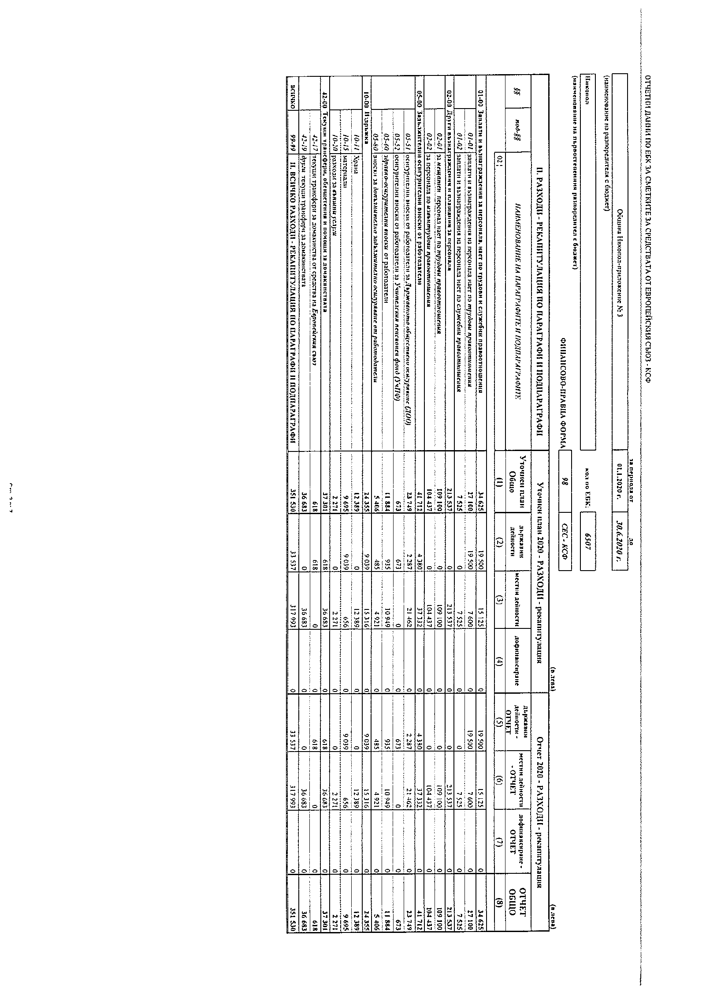 ОТЧЕТНИ ДАННИ ПО ЕБК ЗА СМЕТКИТЕ ЗА СРЕДСТВАТА ОТ ЕВРОПЕЙСКИЯ СЪЮЗ - КСФ
за периода от до
Община Никопол-приложение № 3 01.1.2020 г. 30.6.2020 г.
(наименование на разпоредителя с бюджет)
Никопол код по ЕБК: 6507
(наименование на първостепенния разпоредител с бюджет)
ФИНАНСОВО-ПРАВНА ФОРМА 98 СЕС - КСФ
(в лева) (в лева)
II. РАЗХОДИ - РЕКАПИТУЛАЦИЯ ПО ПАРАГРАФИ И ПОДПАРАГРАФИ Уточнен план 2020 - РАЗХОДИ - рекапитулация Отчет 2020 - РАЗХОДИ - рекапитулация
§§ под-§§ НАИМЕНОВАНИЕ НА ПАРАГРАФИТЕ И ПОДПАРАГРАФИТЕ Уточнен план Общо държавни дейности местни дейности дофинансиране държавни дейности - ОТЧЕТ местни дейности - ОТЧЕТ дофинансиране - ОТЧЕТ ОТЧЕТ ОБЩО
(1) (2) (3) (4) (5) (6) (7) (8)
01-00 Заплати и възнаграждения за персонала, нает по трудови и служебни правоотношения 34 625 19 500 15 125 0 19 500 15 125 0 34 625
01-01 заплати и възнаграждения на персонала нает по трудови правоотношения 27 100 19 500 7 600 0 19 500 7 600 0 27 100
01-02 заплати и възнаграждения на персонала нает по служебни правоотношения 7 525 0 7 525 0 0 7 525 0 7 525
02-00 Други възнаграждения и плащания за персонала 213 537 0 213 537 0 0 213 537 0 213 537
02-01 за нещатен персонал нает по трудови правоотношения 109 100 0 109 100 0 0 109 100 0 109 100
02-02 за персонала по извънтрудови правоотношения 104 437 0 104 437 0 0 104 437 0 104 437
05-00 Задължителни осигурителни вноски от работодатели 41 712 4 380 37 332 0 4 380 37 332 0 41 712
05-51 осигурителни вноски от работодатели за Държавното обществено осигуряване (ДОО) 23 749 2 287 21 462 0 2 287 21 462 0 23 749
05-52 осигурителни вноски от работодатели за Учителския пенсионен фонд (УчПФ) 673 673 0 0 673 0 0 673
05-60 здравно-осигурителни вноски от работодатели 11 884 935 10 949 0 935 10 949 0 11 884
05-80 вноски за допълнително задължително осигуряване от работодатели 5 406 485 4 921 0 485 4 921 0 5 406
10-00 Издръжка 24 355 9 039 15 316 0 9 039 15 316 0 24 355
10-11 Храна 12 389 0 12 389 0 0 12 389 0 12 389
10-15 материали 9 695 9 039 656 0 9 039 656 0 9 695
10-20 разходи за външни услуги 2 271 0 2 271 0 0 2 271 0 2 271
42-00 Текущи трансфери, обезщетения и помощи за домакинствата 37 301 618 36 683 0 618 36 683 0 37 301
42-17 текущи трансфери за домакинства от средства на Европейския съюз 618 618 0 0 618 0 0 618
42-19 други текущи трансфери за домакинствата 36 683 0 36 683 0 0 36 683 0 36 683
ВСИЧКО 99-99 II. ВСИЧКО РАЗХОДИ - РЕКАПИТУЛАЦИЯ ПО ПАРАГРАФИ И ПОДПАРАГРАФИ 351 530 33 537 317 993 0 33 537 317 993 0 351 530